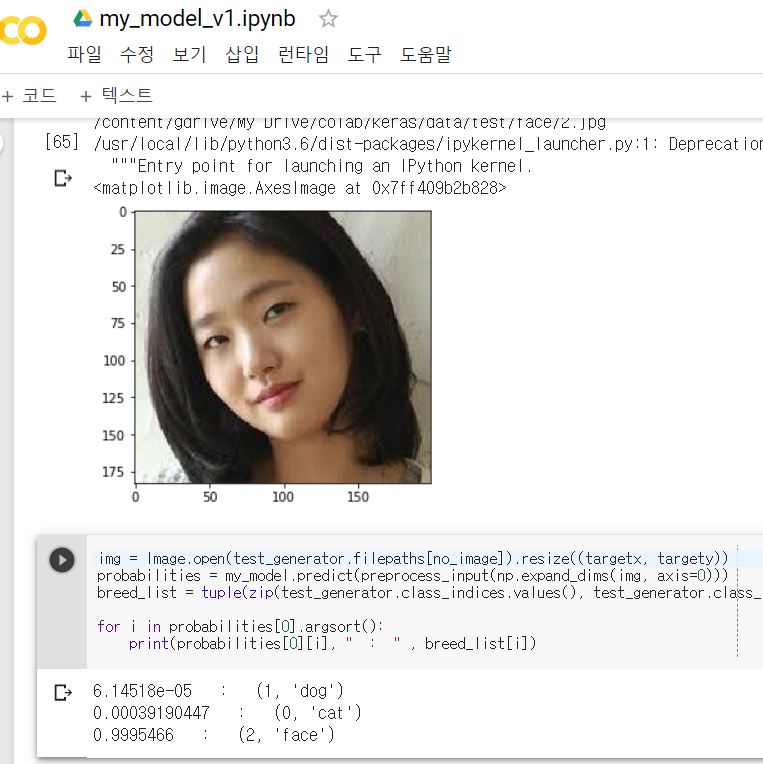 CO my_model_v1.ipynb
파일 수정 보기 삽입 런타임 도구 도움말
+ 코드 + 텍스트
/content/gdrive/My Drive/colab/keras/data/test/face/2.jpg
[65] /usr/local/lib/python3.6/dist-packages/ipykernel_launcher.py:1: Deprecation
"""Entry point for launching an IPython kernel.
<matplotlib.image.AxesImage at 0x7ff409b2b828>
0
25
50
75
100
125
150
175
0 50 100 150
img = Image.open(test_generator.filepaths[no_image]).resize((targetx, targety))
probabilities = my_model.predict(preprocess_input(np.expand_dims(img, axis=0)))
breed_list = tuple(zip(test_generator.class_indices.values(), test_generator.class_
for i in probabilities[0].argsort():
print(probabilities[0][i], " : " , breed_list[i])
6.14518e-05 : (1, 'dog')
0.00039190447 : (0, 'cat')
0.9995466 : (2, 'face')